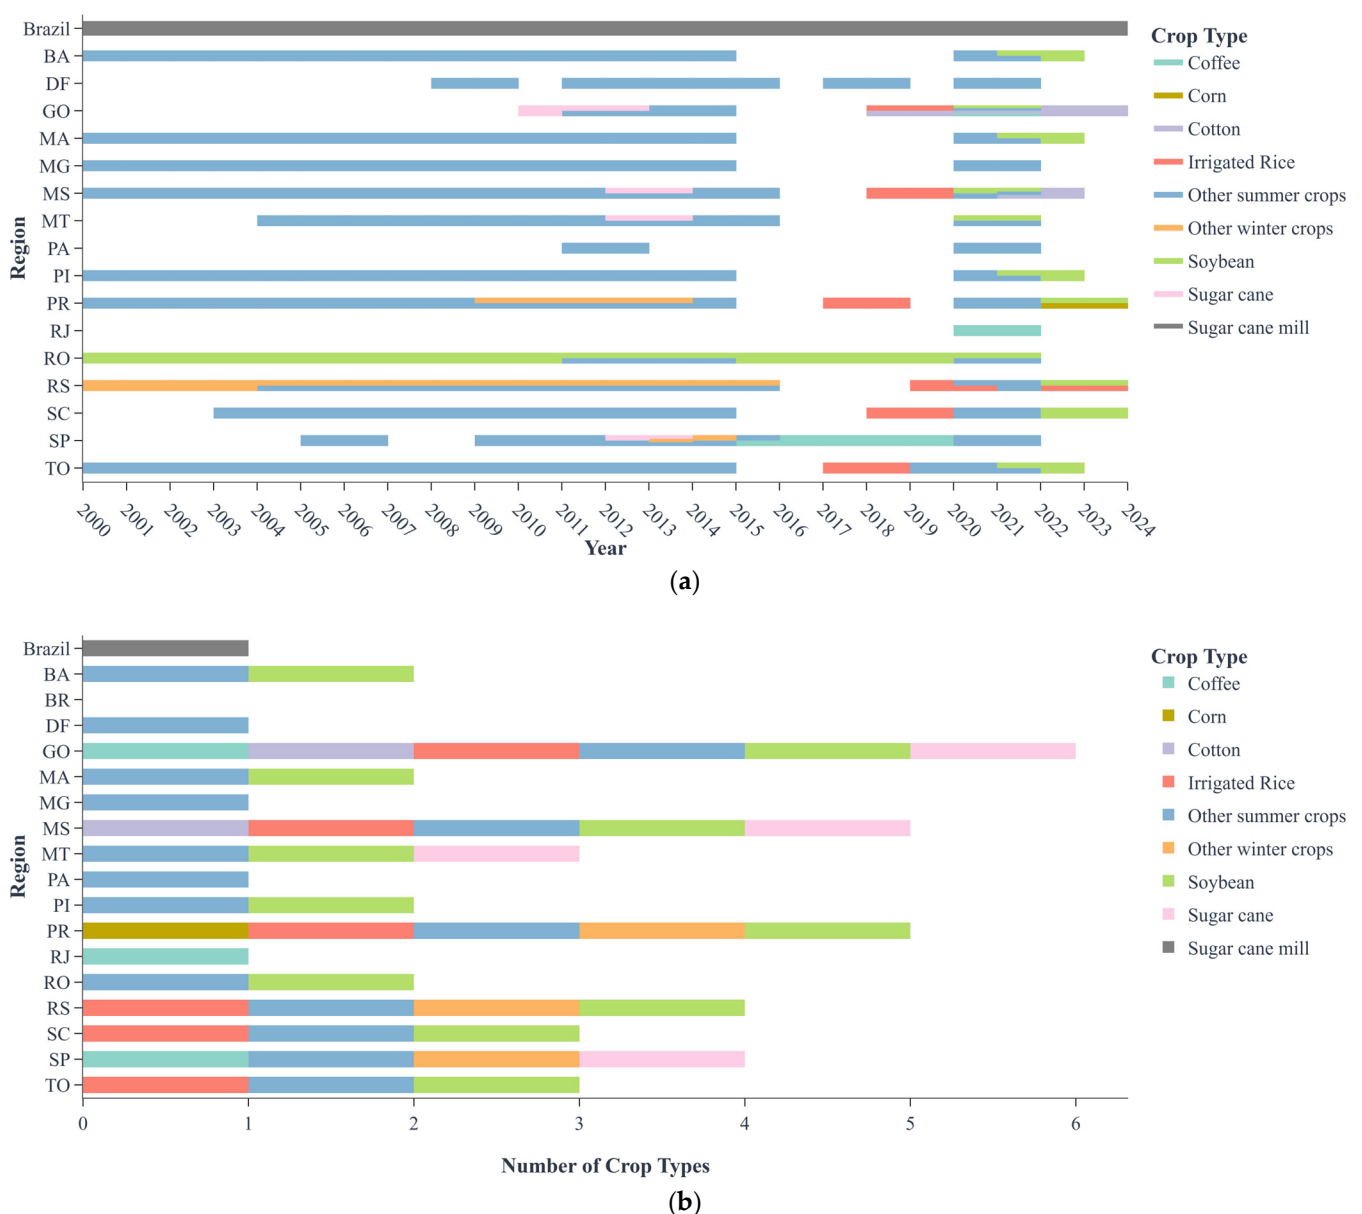 Brazil
BA
DF
GO
MA
MG
MS
MT
PA
PI
PR
RJ
RO
RS
SC
SP
TO
Region
2000 2001 2002 2003 2004 2005 2006 2007 2008 2009 2010 2011 2012 2013 2014 2015 2016 2017 2018 2019 2020 2021 2022 2023 2024
Year
Crop Type
Coffee
Corn
Cotton
Irrigated Rice
Other summer crops
Other winter crops
Soybean
Sugar cane
Sugar cane mill
(a)
Brazil
BA
BR
DF
GO
MA
MG
MS
MT
PA
PI
PR
RJ
RO
RS
SC
SP
TO
Region
0 1 2 3 4 5 6
Number of Crop Types
Crop Type
Coffee
Corn
Cotton
Irrigated Rice
Other summer crops
Other winter crops
Soybean
Sugar cane
Sugar cane mill
(b)